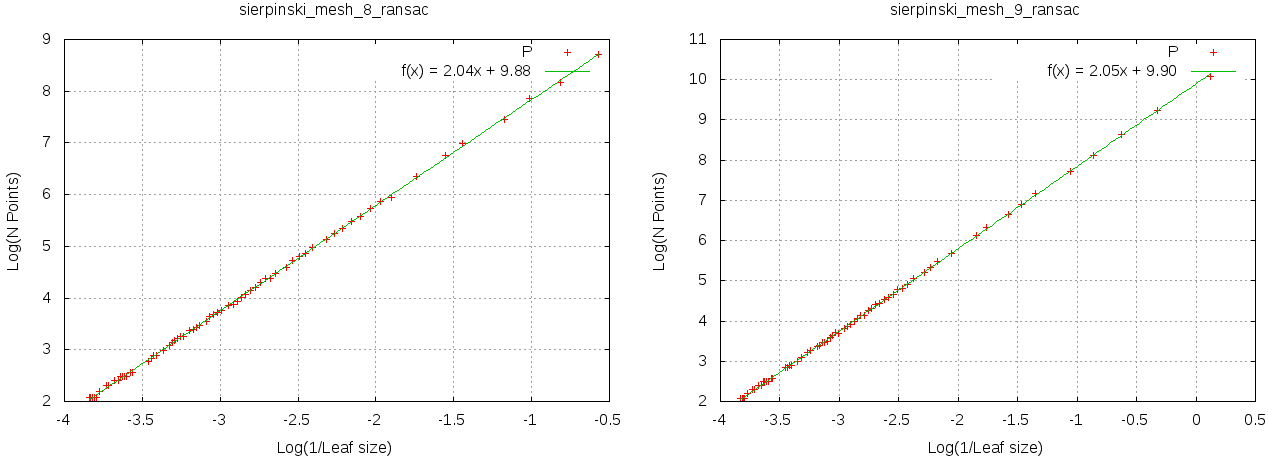 sierpinski_mesh_8_ransac
P
f(x) = 2.04x + 9.88
9
8
7
6
5
4
3
2
-4 -3.5 -3 -2.5 -2 -1.5 -1 -0.5
Log(N Points)
Log(1/Leaf size)
sierpinski_mesh_9_ransac
P
f(x) = 2.05x + 9.90
11
10
9
8
7
6
5
4
3
2
-4 -3.5 -3 -2.5 -2 -1.5 -1 -0.5 0 0.5
Log(N Points)
Log(1/Leaf size)